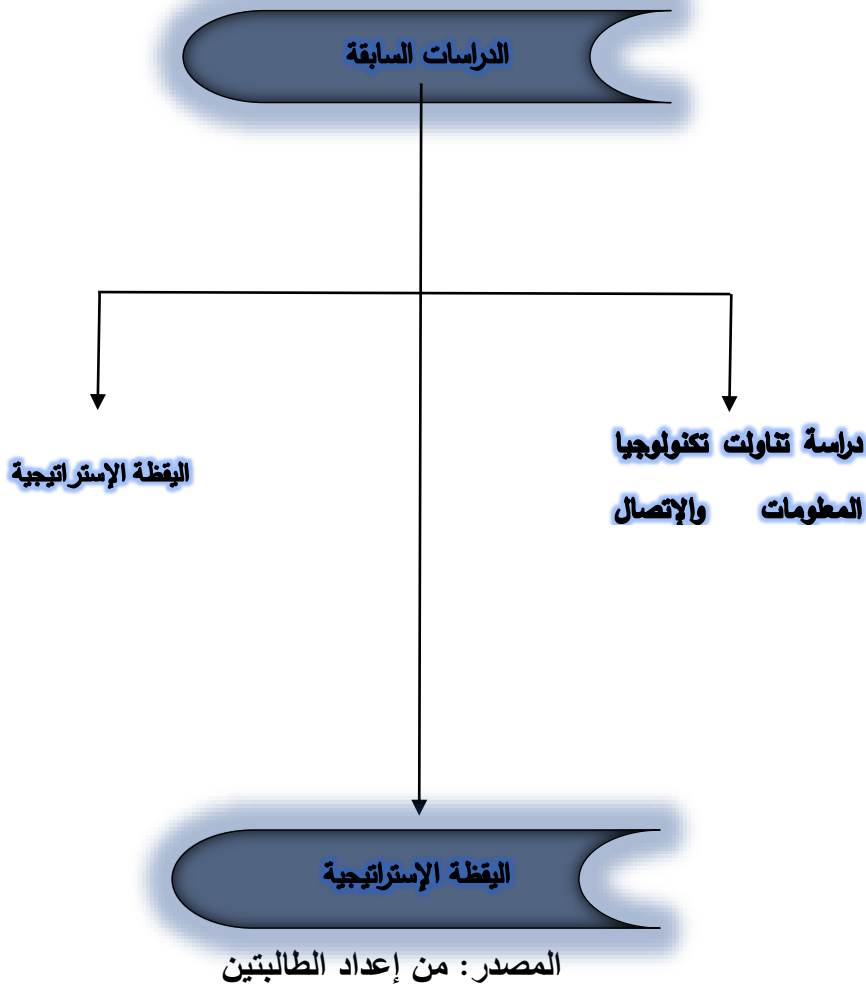 الدراسات السابقة
دراسة تناولت تكنولوجيا
المعلومات والإتصال
اليقظة الإستراتيجية
اليقظة الإستراتيجية
المصدر: من إعداد الطالبتين